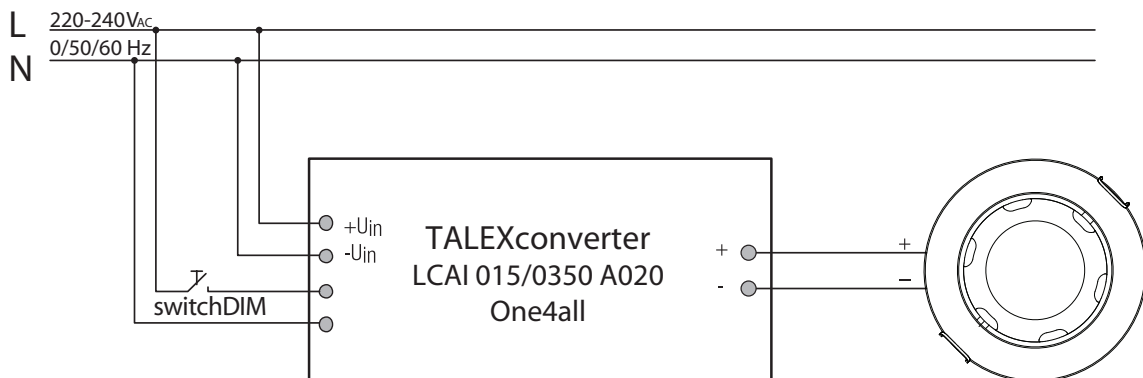 L
220-240VAC
0/50/60 Hz
N
+Uin
-Uin
switchDIM
TALEXconverter
LCAI 015/0350 A020
One4all
+
-
+
−